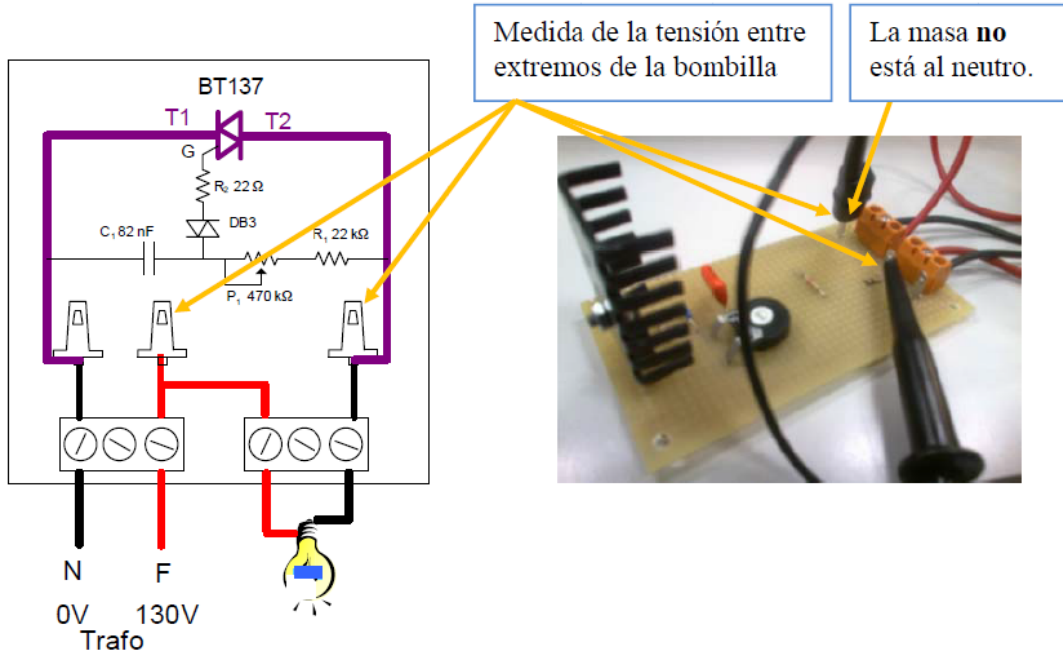 Medida de la tensión entre
extremos de la bombilla
La masa no
está al neutro.
BT137
T1
T2
G
R₂ 22 Ω
DB3
C₁ 82 nF
R₁ 22 kΩ
P₁ 470 kΩ
N
F
0V
130V
Trafo